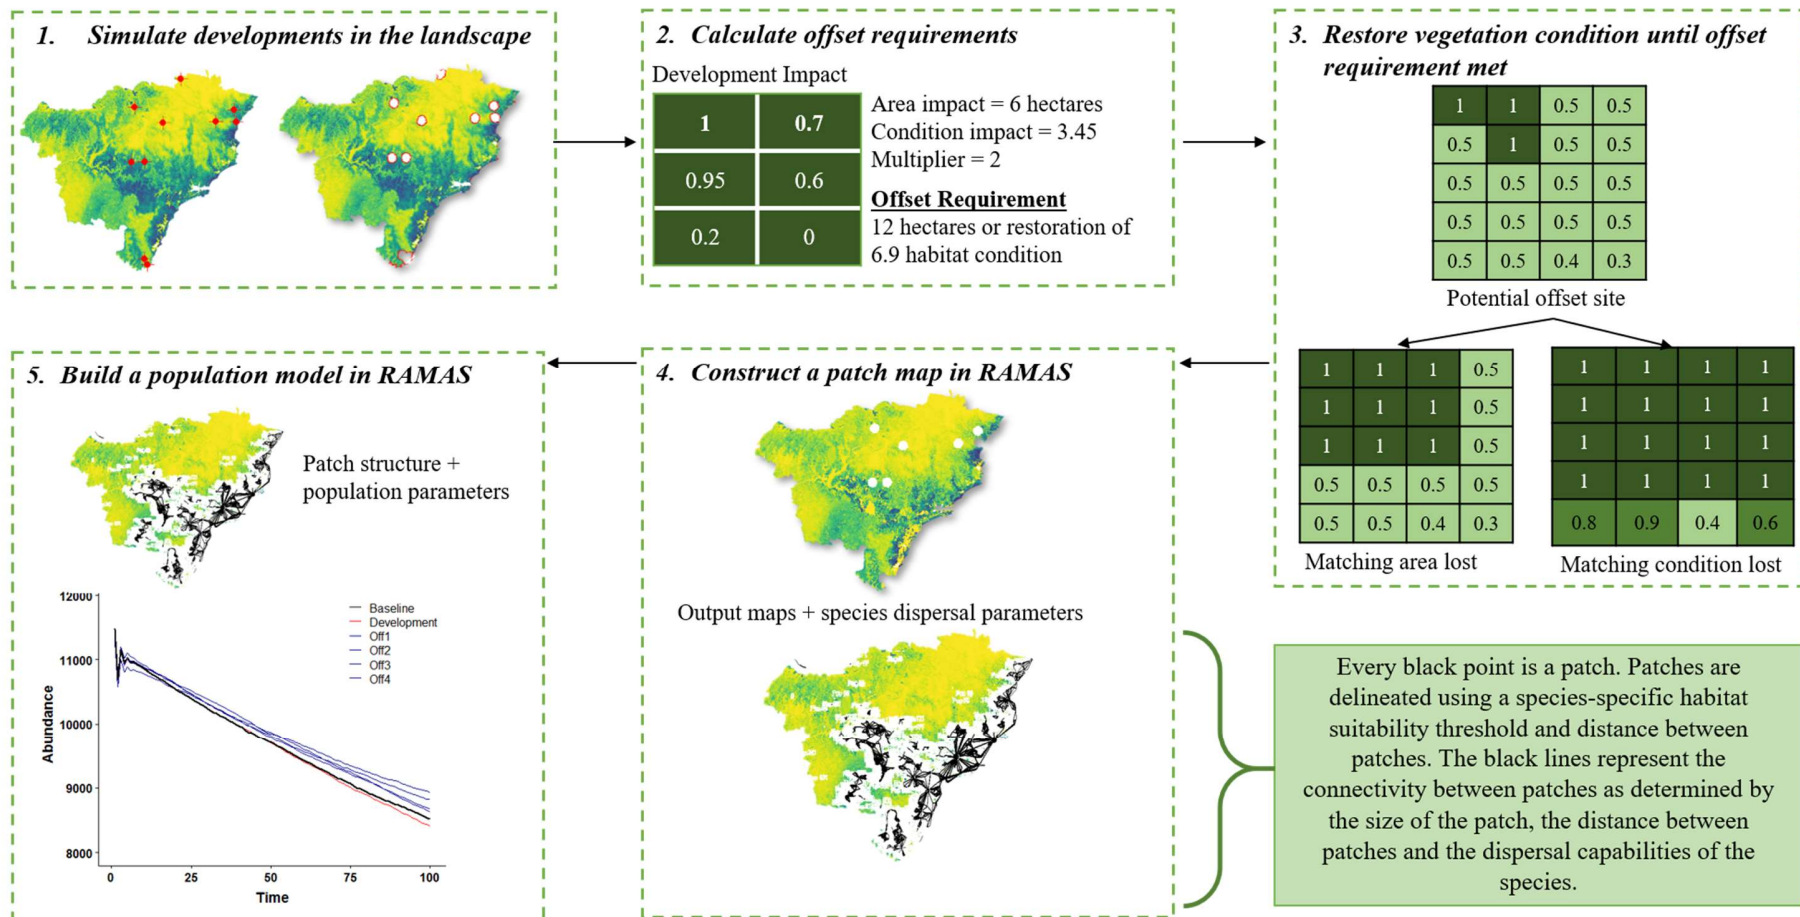 1. Simulate developments in the landscape
2. Calculate offset requirements
Development Impact
1 0.7
0.95 0.6
0.2 0
Area impact = 6 hectares
Condition impact = 3.45
Multiplier = 2
Offset Requirement
12 hectares or restoration of
6.9 habitat condition
3. Restore vegetation condition until offset
requirement met
1 1 0.5 0.5
0.5 1 0.5 0.5
0.5 0.5 0.5 0.5
0.5 0.5 0.5 0.5
0.5 0.5 0.4 0.3
Potential offset site
1 1 1 0.5
1 1 1 0.5
1 1 1 0.5
0.5 0.5 0.5 0.5
0.5 0.5 0.4 0.3
Matching area lost
1 1 1 1
1 1 1 1
1 1 1 1
1 1 1 1
0.8 0.9 0.4 0.6
Matching condition lost
4. Construct a patch map in RAMAS
Output maps + species dispersal parameters
Every black point is a patch. Patches are
delineated using a species-specific habitat
suitability threshold and distance between
patches. The black lines represent the
connectivity between patches as determined by
the size of the patch, the distance between
patches and the dispersal capabilities of the
species.
5. Build a population model in RAMAS
Patch structure +
population parameters
12000
11000
10000
9000
8000
Abundance
0 25 50 75 100
Time
Baseline
Development
Off1
Off2
Off3
Off4